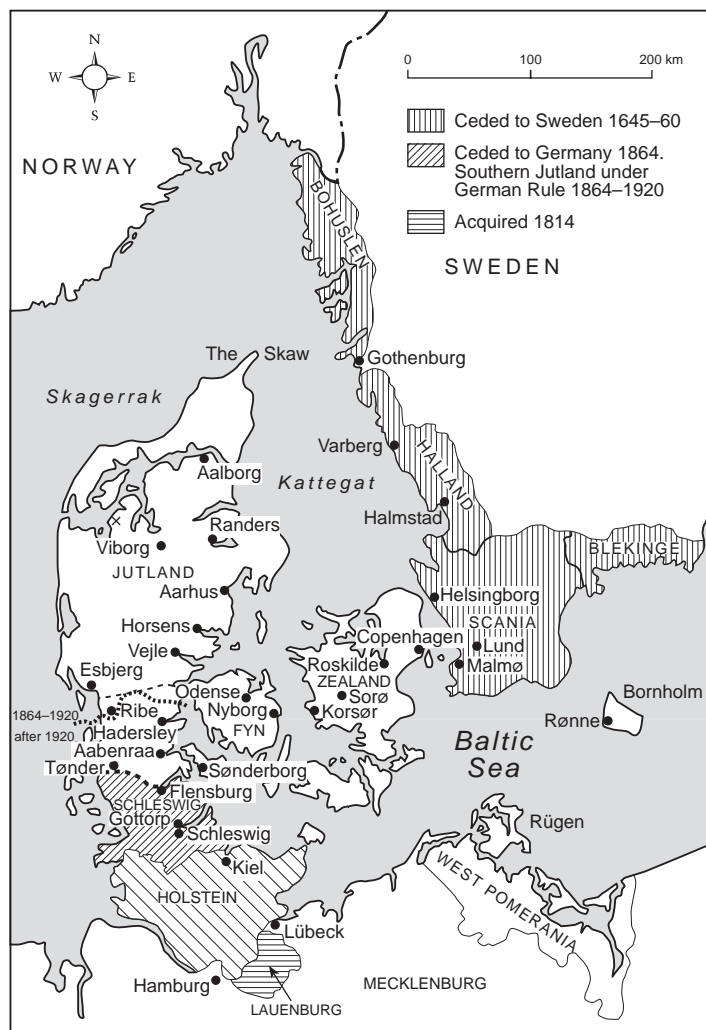 N
W E
S
0 100 200 km
Ceded to Sweden 1645–60
Ceded to Germany 1864.
Southern Jutland under
German Rule 1864–1920
Acquired 1814
NORWAY
BOHUSLEN
SWEDEN
The Skaw
Gothenburg
Skagerrak
Varberg
HALLAND
Aalborg
Kattegat
Halmstad
×
Randers
Viborg
JUTLAND
BLEKINGE
Aarhus
Helsingborg
SCANIA
Horsens
Copenhagen
Lund
Vejle
Roskilde
Malmø
Esbjerg
ZEALAND
Odense
Sorø
Bornholm
Ribe
Nyborg
Korsør
1864–1920
Rønne
Hadersley
FYN
after 1920
Aabenraa
Baltic
Sea
Tønder
Sønderborg
Flensburg
SCHLESWIG
Gottorp
Rügen
Schleswig
Kiel
WEST POMERANIA
HOLSTEIN
Lübeck
Hamburg
MECKLENBURG
LAUENBURG